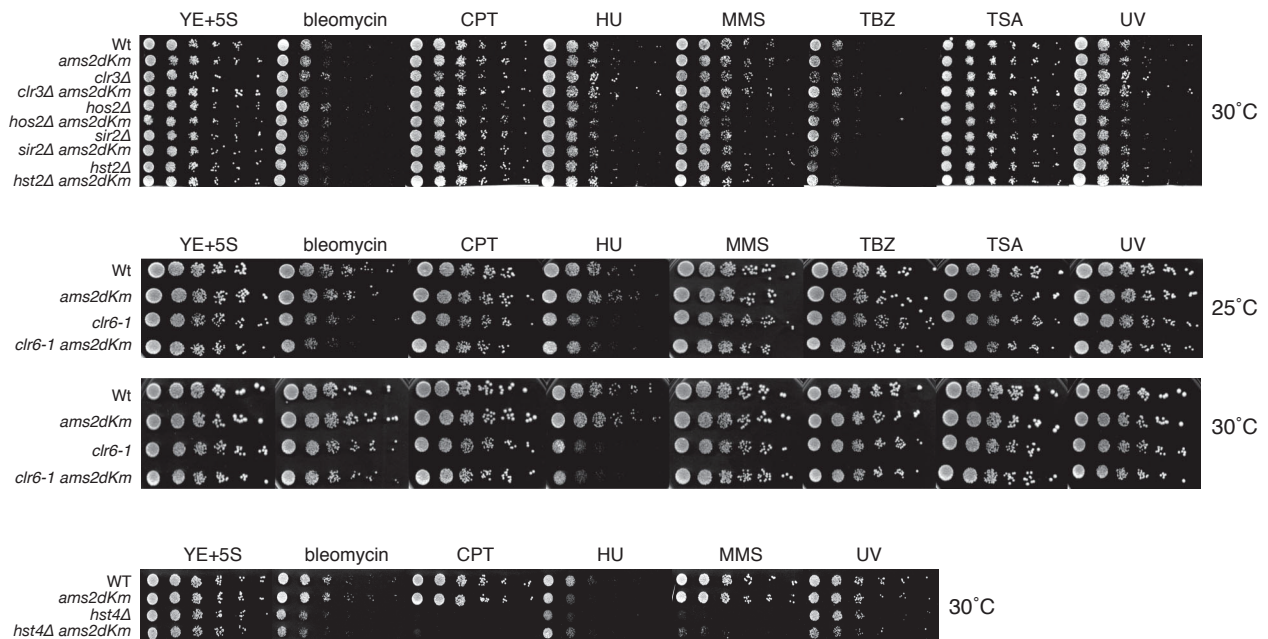 YE+5S bleomycin CPT HU MMS TBZ TSA UV
Wt
ams2dKm
clr3Δ
clr3Δ ams2dKm
hos2Δ
hos2Δ ams2dKm
sir2Δ
sir2Δ ams2dKm
hst2Δ
hst2Δ ams2dKm
30˚C
YE+5S bleomycin CPT HU MMS TBZ TSA UV
Wt
ams2dKm
clr6-1
clr6-1 ams2dKm
25˚C
Wt
ams2dKm
clr6-1
clr6-1 ams2dKm
30˚C
YE+5S bleomycin CPT HU MMS UV
WT
ams2dKm
hst4Δ
hst4Δ ams2dKm
30˚C